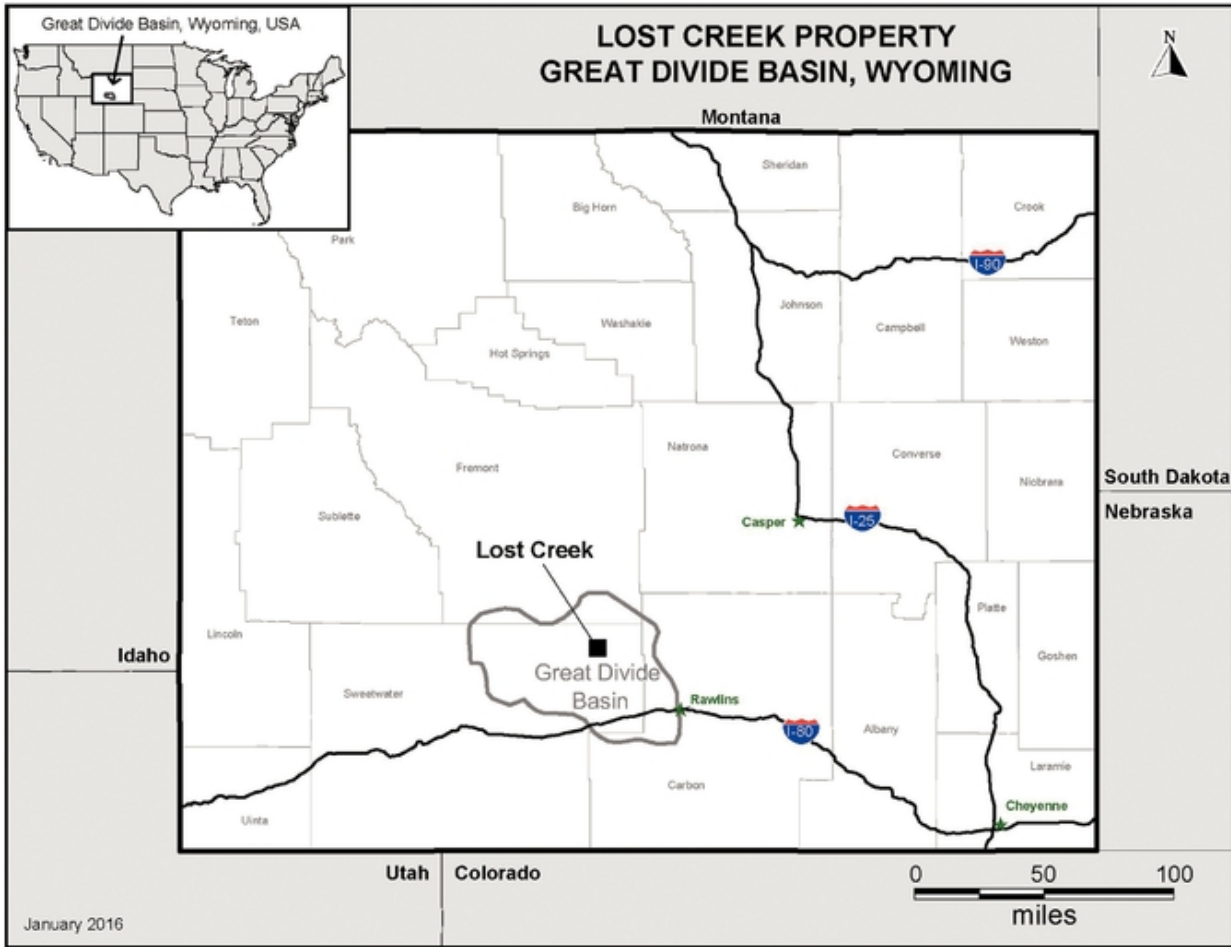 Great Divide Basin, Wyoming, USA
LOST CREEK PROPERTY
GREAT DIVIDE BASIN, WYOMING
N
Montana
Sheridan
Big Horn
Crook
Park
I-90
Johnson
Teton
Washakie
Campbell
Hot Springs
Weston
Natrona
Converse
Fremont
South Dakota
Niobrara
Nebraska
Sublette
Casper
I-25
Lost Creek
Platte
Lincoln
Idaho
Goshen
Great Divide
Basin
Sweetwater
Rawlins
I-80
Albany
Carbon
Laramie
Cheyenne
Uinta
Utah
Colorado
0 50 100
miles
January 2016